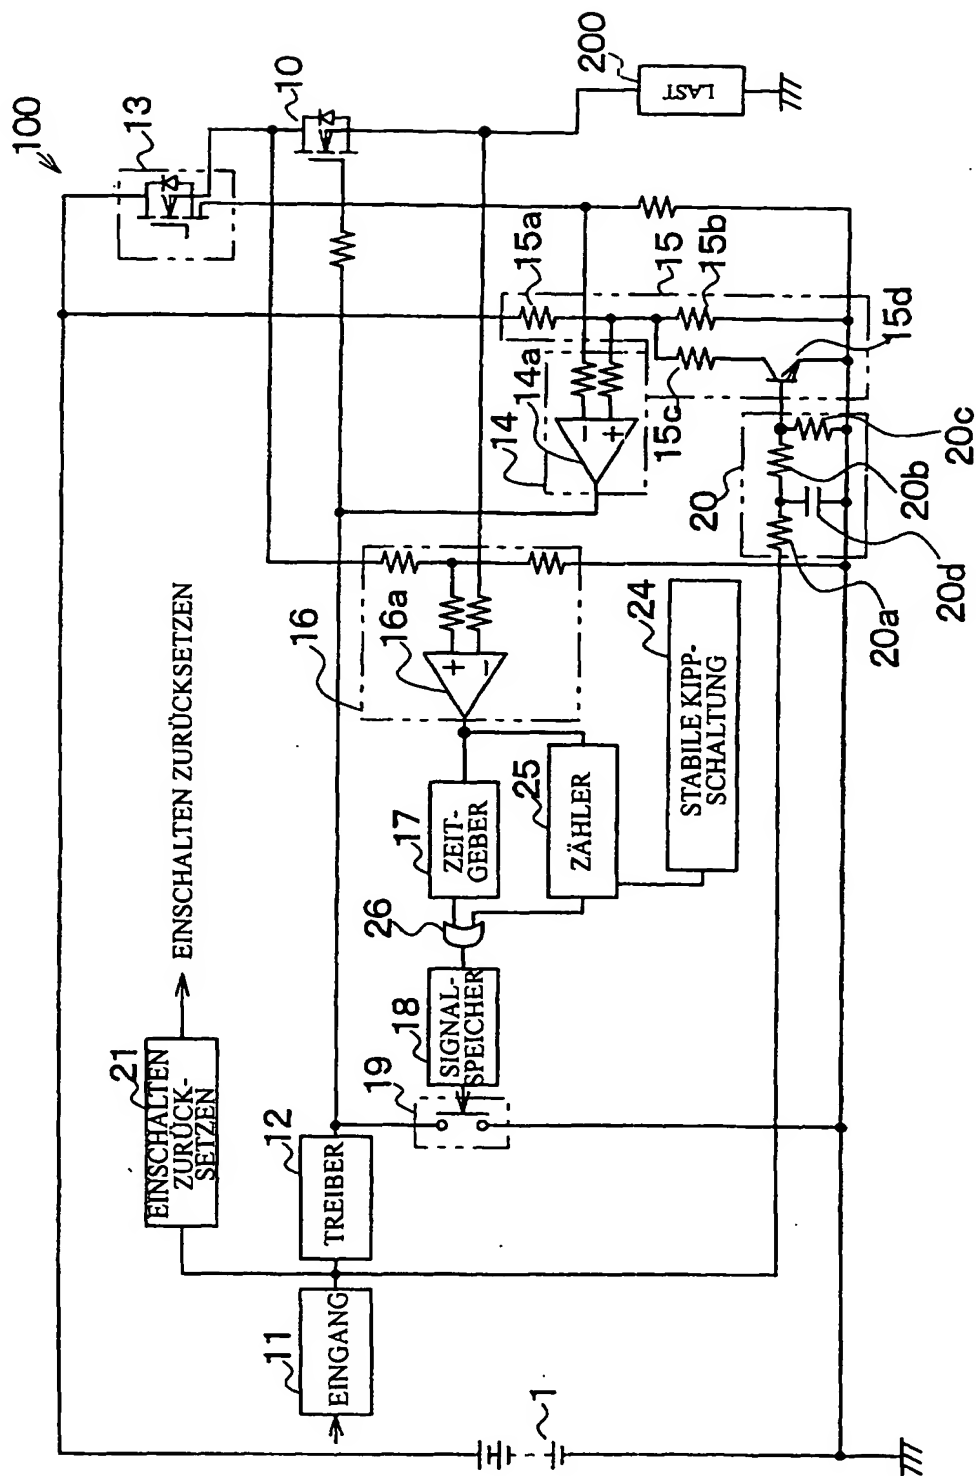 100
13
10
200
LAST
15a
15
15b
15d
14
14a
15c
20
20b
20c
20a
20d
16
16a
+
−
−
+
EINSCHALTEN ZURÜCKSETZEN
21
EINSCHALTEN
ZURÜCK-
SETZEN
17
ZEIT-
GEBER
25
ZÄHLER
24
STABILE KIPP-
SCHALTUNG
26
18
SIGNAL-
SPEICHER
19
12
TREIBER
11
EINGANG
1